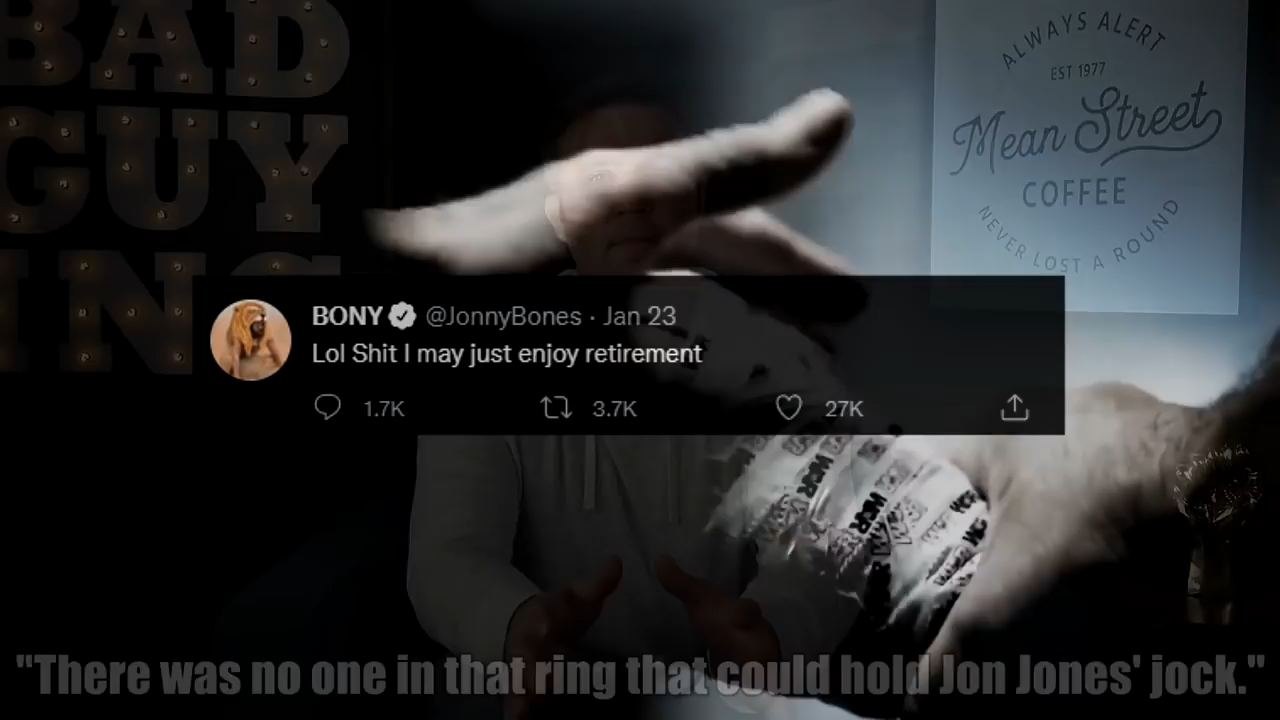 BAD
GUY
IN
ALWAYS ALERT
EST 1977
Mean Street
COFFEE
NEVER LOST A ROUND
BONY @JonnyBones · Jan 23
Lol Shit I may just enjoy retirement
1.7K 3.7K 27K
"There was no one in that ring that could hold Jon Jones' jock."